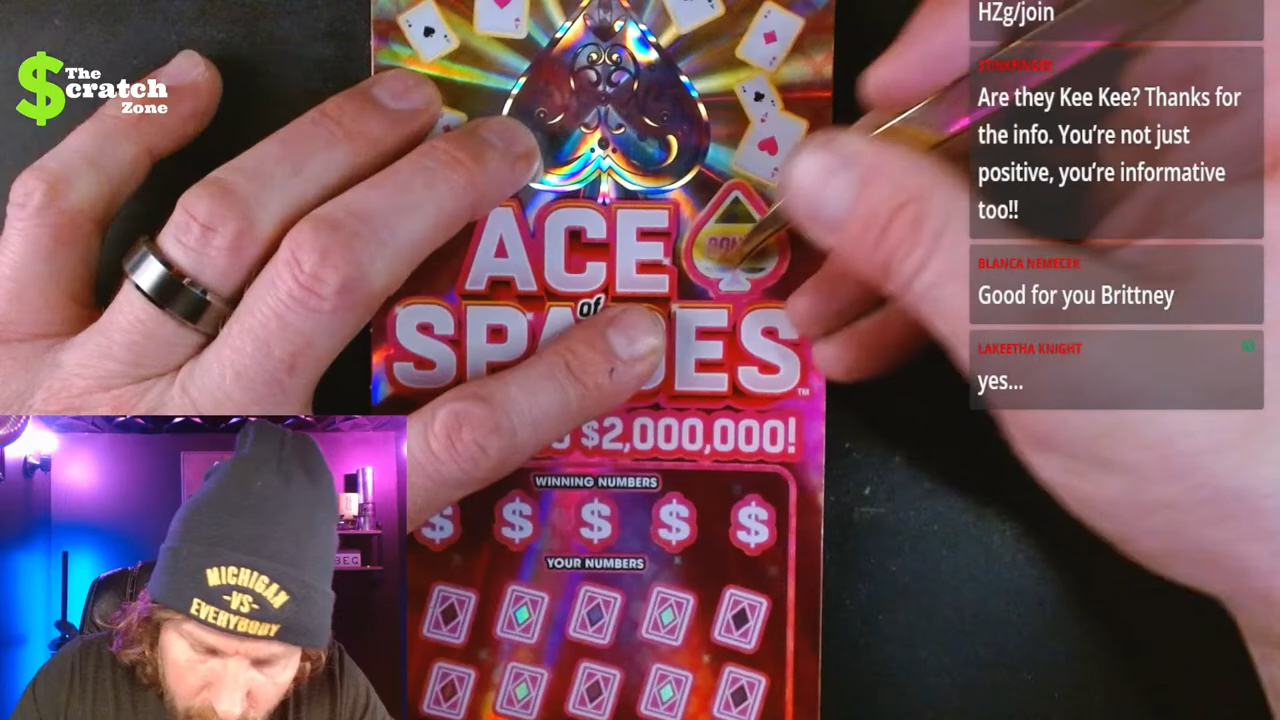 The
$cratch
Zone
HZg/join
STINKFINGER
Are they Kee Kee? Thanks for
the info. You’re not just
positive, you’re informative
too!!
BLANCA NEMECEK
Good for you Brittney
LAKEETHA KNIGHT
yes...
ACE
of
SPADES™
$2,000,000!
WINNING NUMBERS
$ $ $ $ $
YOUR NUMBERS
MICHIGAN
-VS-
EVERYBODY